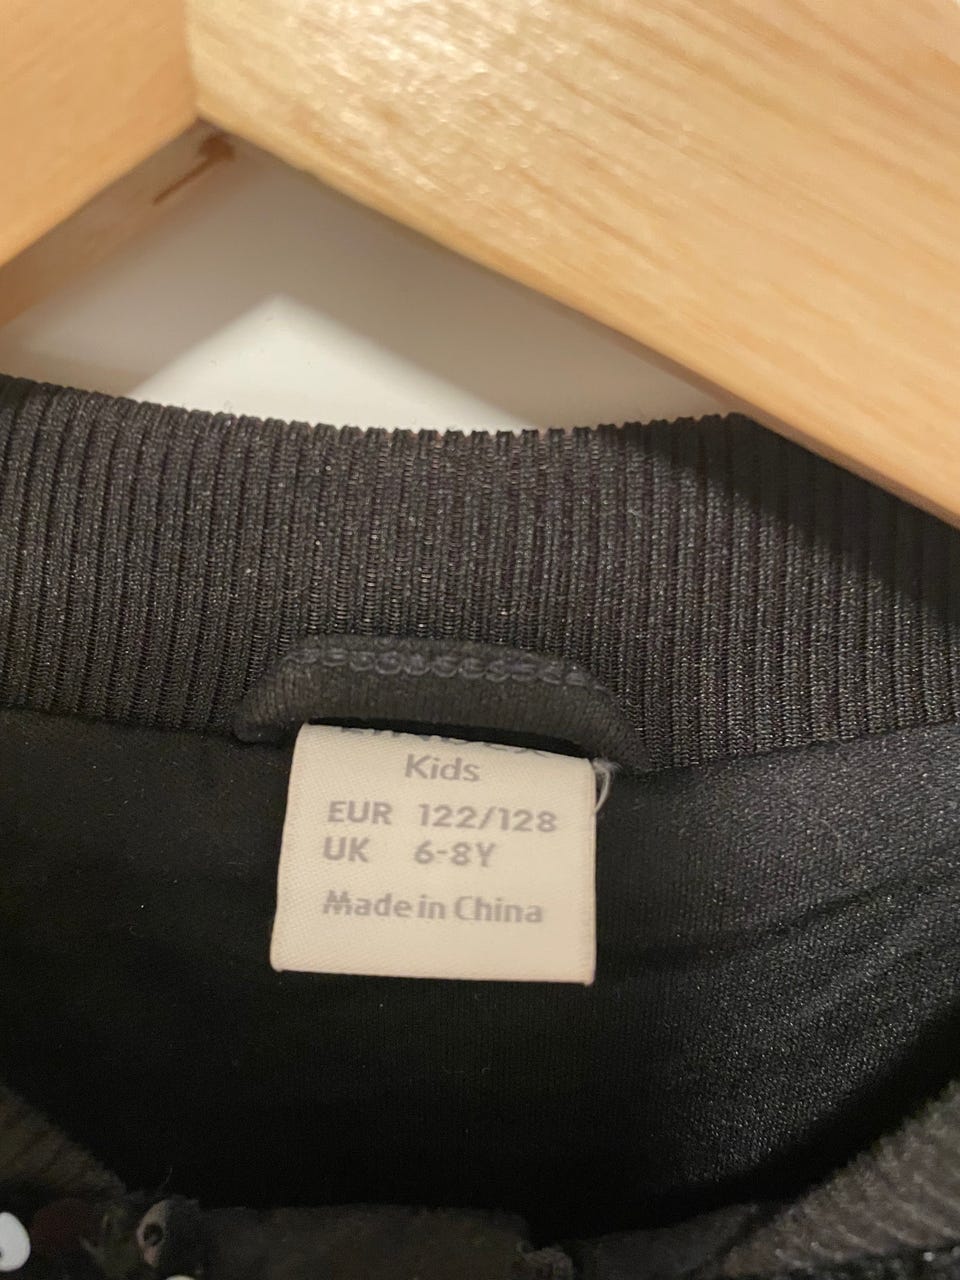 Kids
EUR 122/128
UK 6-8Y
Made in China